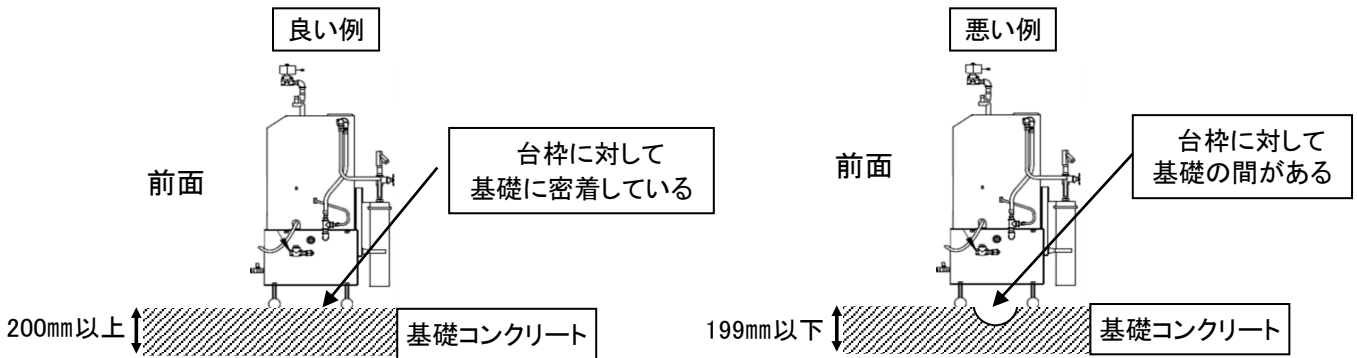 良い例
前面
台枠に対して
基礎に密着している
200mm以上
基礎コンクリート
悪い例
前面
台枠に対して
基礎の間がある
199mm以下
基礎コンクリート